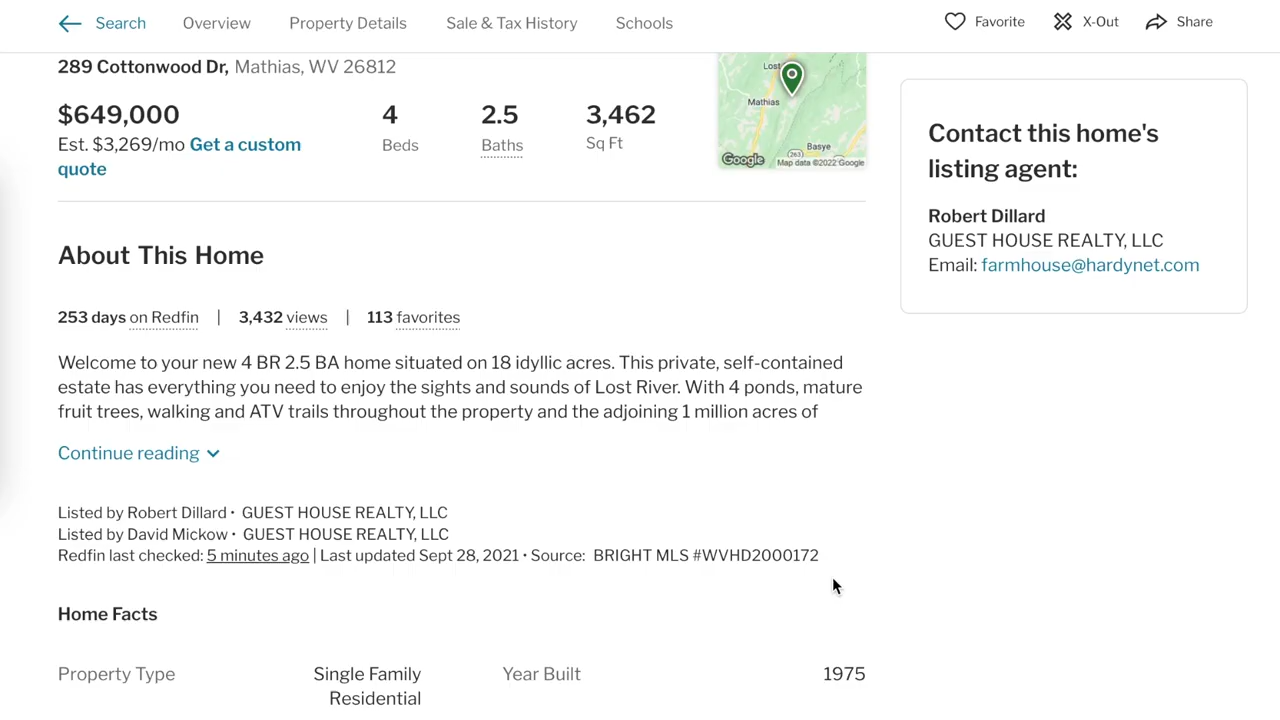 Search Overview Property Details Sale & Tax History Schools Favorite X-Out Share
289 Cottonwood Dr, Mathias, WV 26812
$649,000
Est. $3,269/mo Get a custom
quote
4
Beds
2.5
Baths
3,462
Sq Ft
Lost
Mathias
Basye
263
Google
Map data ©2022 Google
Contact this home's
listing agent:
Robert Dillard
GUEST HOUSE REALTY, LLC
Email: farmhouse@hardynet.com
About This Home
253 days on Redfin | 3,432 views | 113 favorites
Welcome to your new 4 BR 2.5 BA home situated on 18 idyllic acres. This private, self-contained
estate has everything you need to enjoy the sights and sounds of Lost River. With 4 ponds, mature
fruit trees, walking and ATV trails throughout the property and the adjoining 1 million acres of
Continue reading
Listed by Robert Dillard • GUEST HOUSE REALTY, LLC
Listed by David Mickow • GUEST HOUSE REALTY, LLC
Redfin last checked: 5 minutes ago | Last updated Sept 28, 2021 • Source: BRIGHT MLS #WVHD2000172
Home Facts
Property Type Single Family
Residential
Year Built 1975